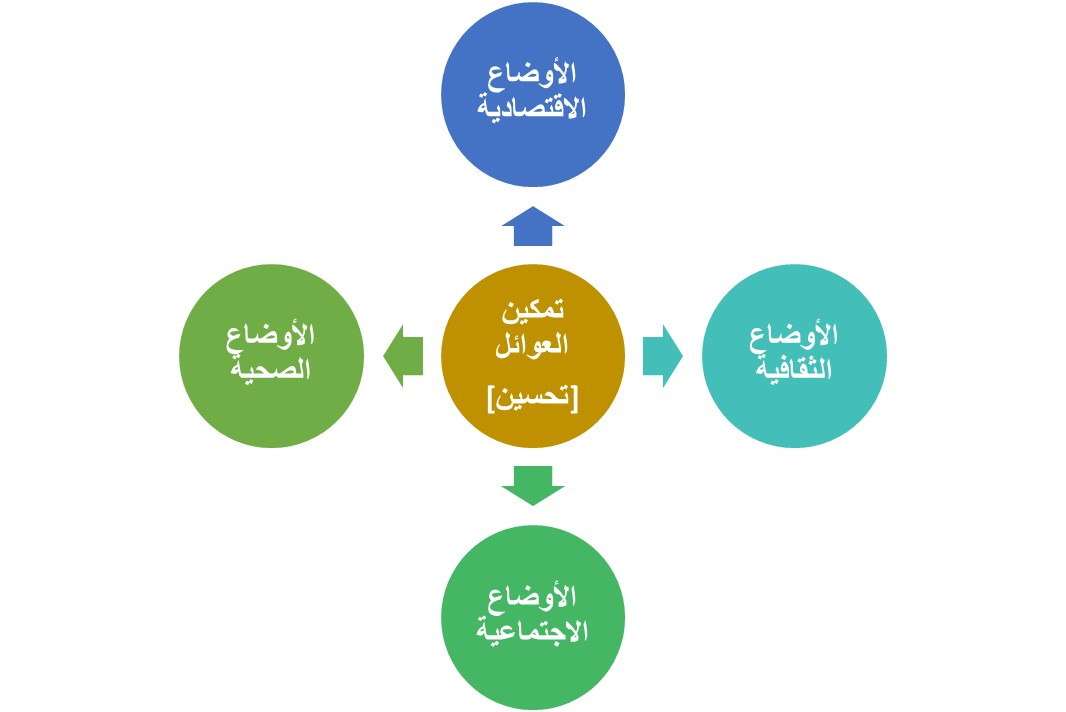 الأوضاع
الاقتصادية
الأوضاع
الثقافية
تمكين
العوائل
[تحسين]
الأوضاع
الصحية
الأوضاع
الاجتماعية